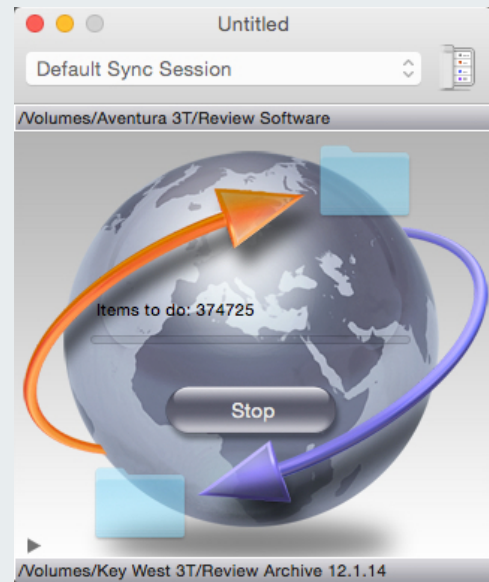 Untitled
Default Sync Session
/Volumes/Aventura 3T/Review Software
Items to do: 374725
Stop
/Volumes/Key West 3T/Review Archive 12.1.14